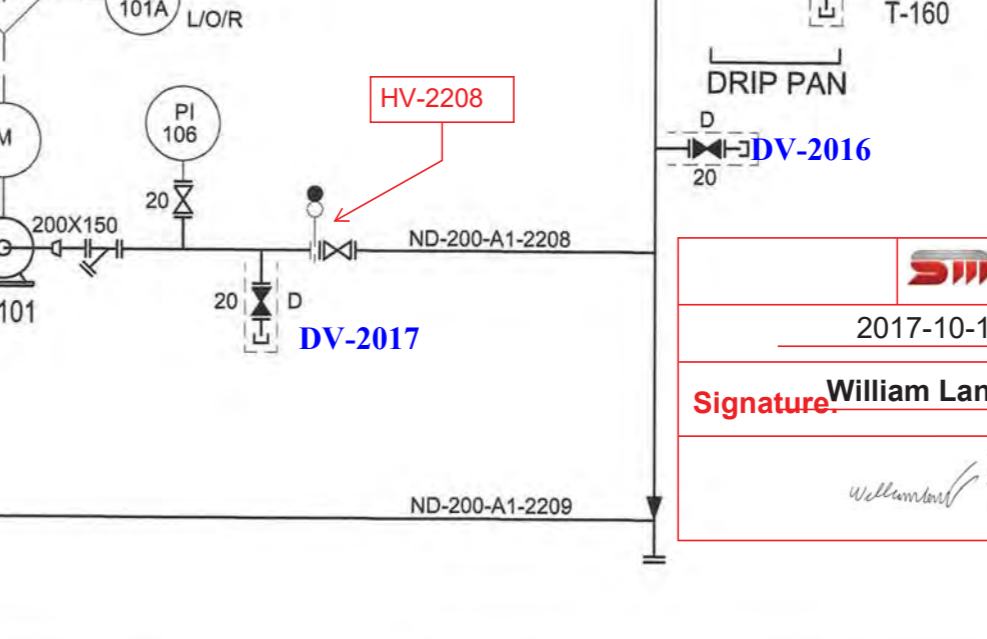 101A
L/O/R
T-160
DRIP PAN
HV-2208
PI
106
M
D
DV-2016
20
20
200X150
ND-200-A1-2208
101
20
D
DV-2017
2017-10-1
Signature:
William Lan
ND-200-A1-2209